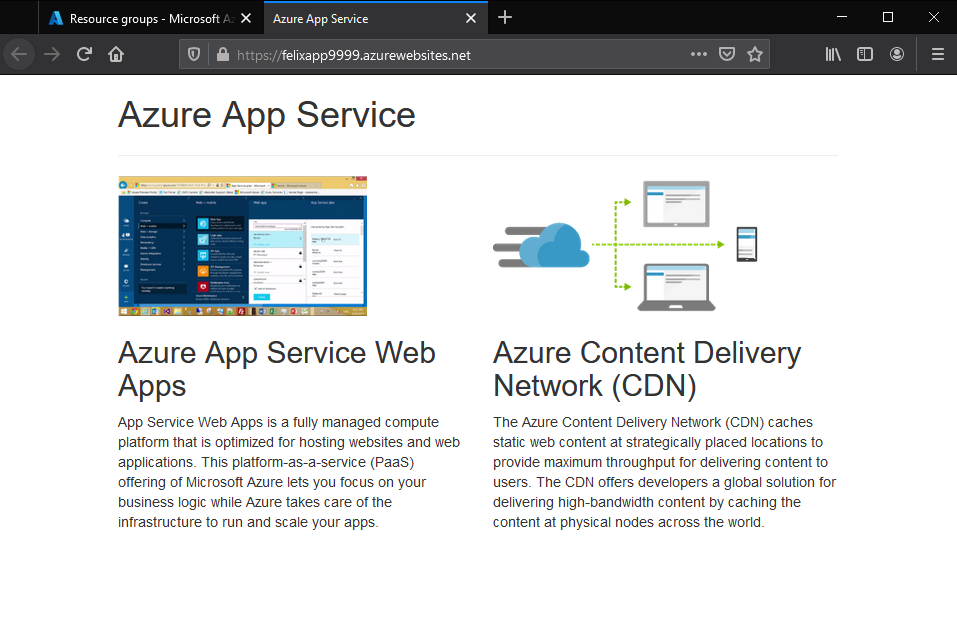 Resource groups - Microsoft Az
Azure App Service
https://felixapp9999.azurewebsites.net
Azure App Service
Azure App Service Web
Apps
App Service Web Apps is a fully managed compute
platform that is optimized for hosting websites and web
applications. This platform-as-a-service (PaaS)
offering of Microsoft Azure lets you focus on your
business logic while Azure takes care of the
infrastructure to run and scale your apps.
Azure Content Delivery
Network (CDN)
The Azure Content Delivery Network (CDN) caches
static web content at strategically placed locations to
provide maximum throughput for delivering content to
users. The CDN offers developers a global solution for
delivering high-bandwidth content by caching the
content at physical nodes across the world.